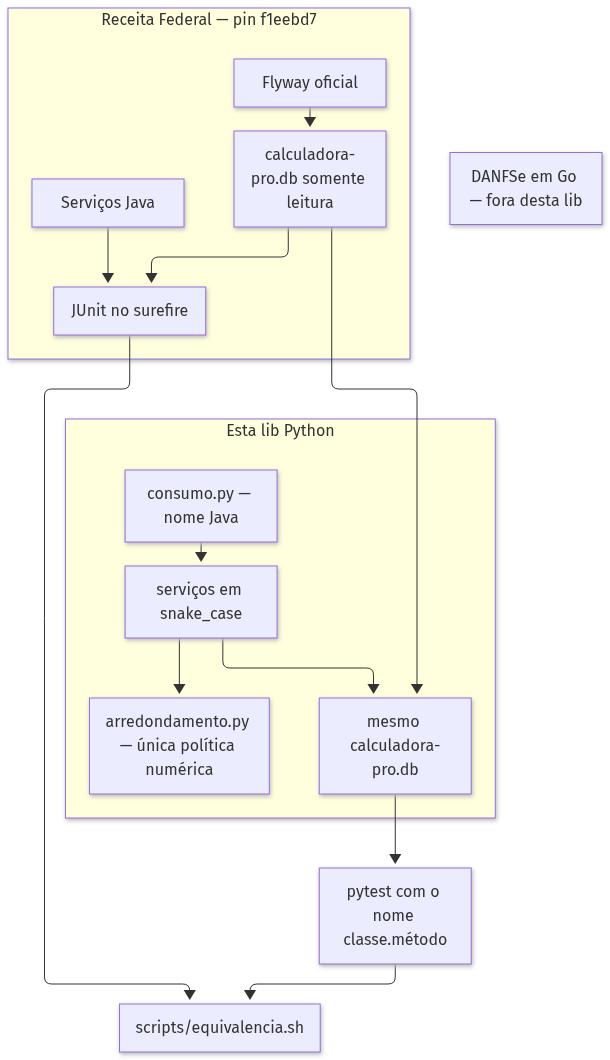 Receita Federal — pin f1eebd7
Flyway oficial
calculadora-
pro.db somente
leitura
DANFSe em Go
— fora desta lib
Serviços Java
JUnit no surefire
Esta lib Python
consumo.py —
nome Java
serviços em
snake_case
arredondamento.py
— única política
numérica
mesmo
calculadora-
pro.db
pytest com o
nome
classe.método
scripts/equivalencia.sh